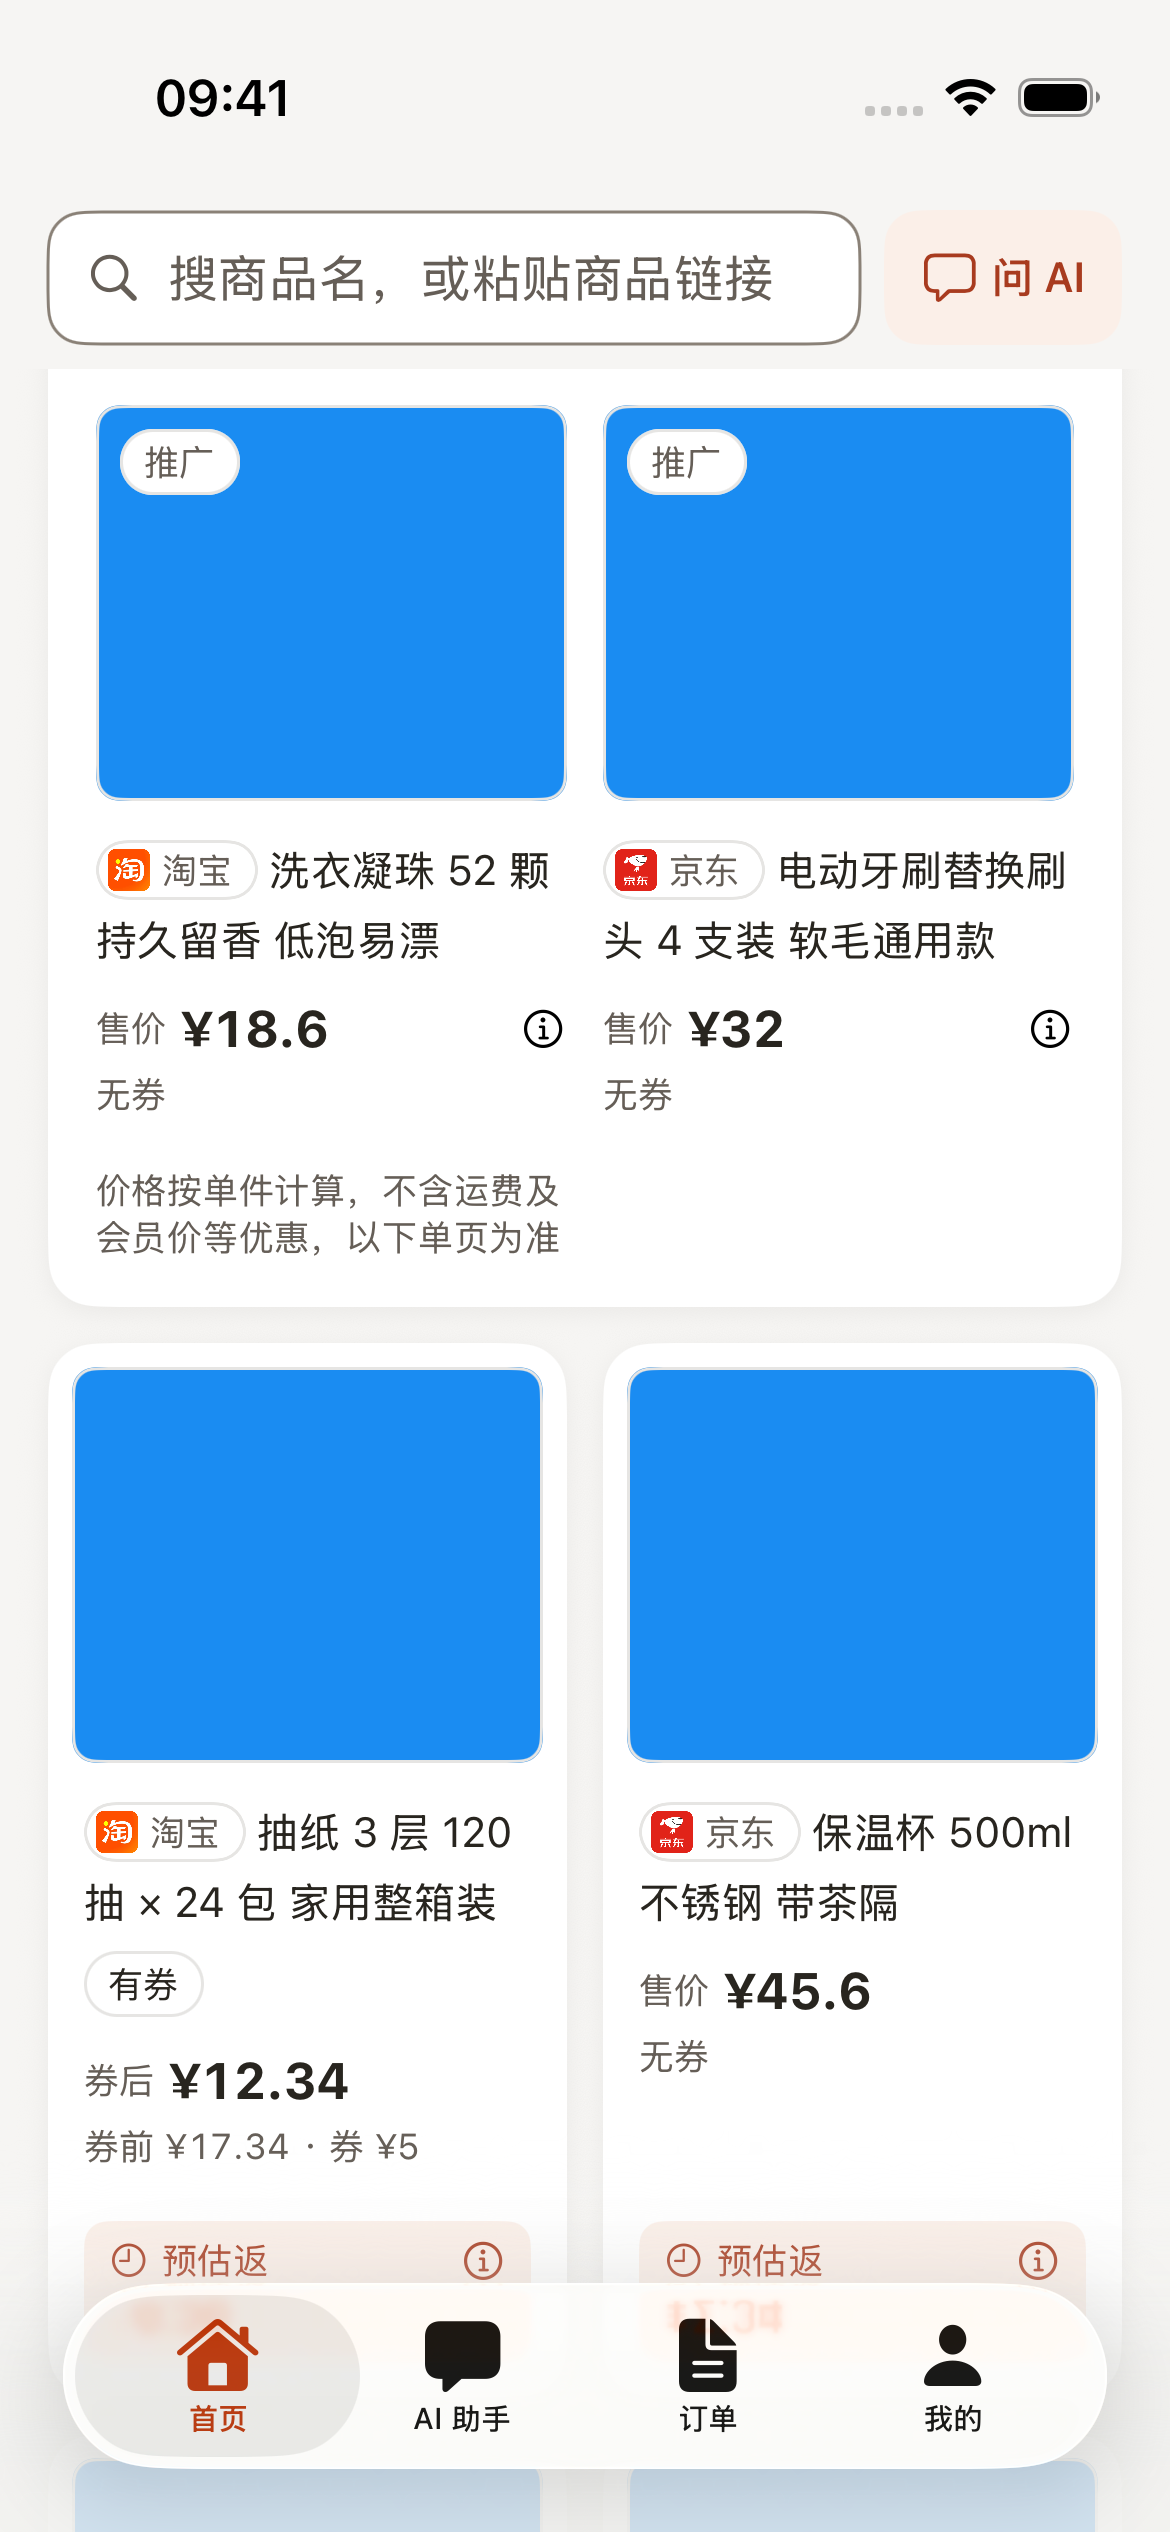 09:41
搜商品名，或粘贴商品链接
问 AI
推广
推广
淘 淘宝 洗衣凝珠 52 颗
持久留香 低泡易漂
售价 ¥18.6
无券
价格按单件计算，不含运费及
会员价等优惠，以下单页为准
京东 京东 电动牙刷替换刷
头 4 支装 软毛通用款
售价 ¥32
无券
淘 淘宝 抽纸 3 层 120
抽 × 24 包 家用整箱装
有券
券后 ¥12.34
券前 ¥17.34 · 券 ¥5
预估返
京东 京东 保温杯 500ml
不锈钢 带茶隔
售价 ¥45.6
无券
预估返
首页
AI 助手
订单
我的